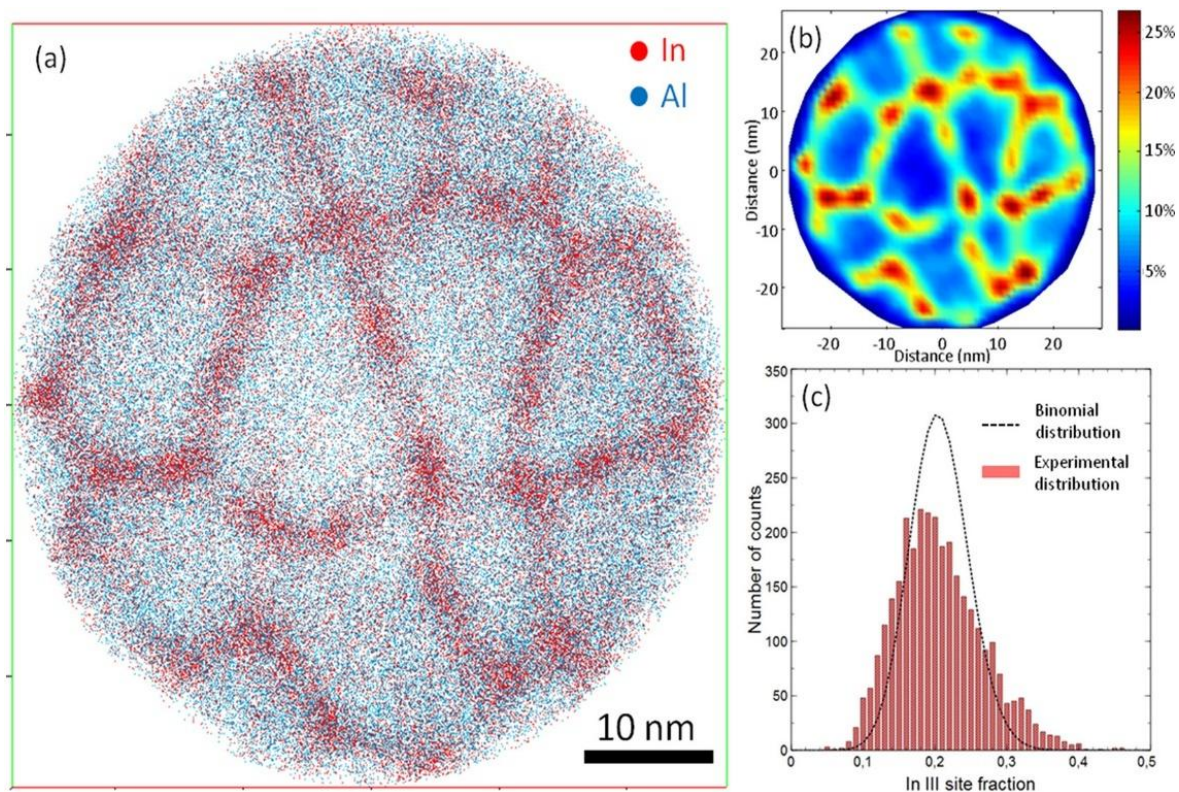 (a)
In
Al
10 nm
(b)
Distance (nm)
20
10
0
-10
-20
-20
-10
0
10
20
Distance (nm)
25%
20%
15%
10%
5%
(c)
Number of counts
350
300
250
200
150
100
50
0
0
0,1
0,2
0,3
0,4
0,5
In III site fraction
Binomial
distribution
Experimental
distribution